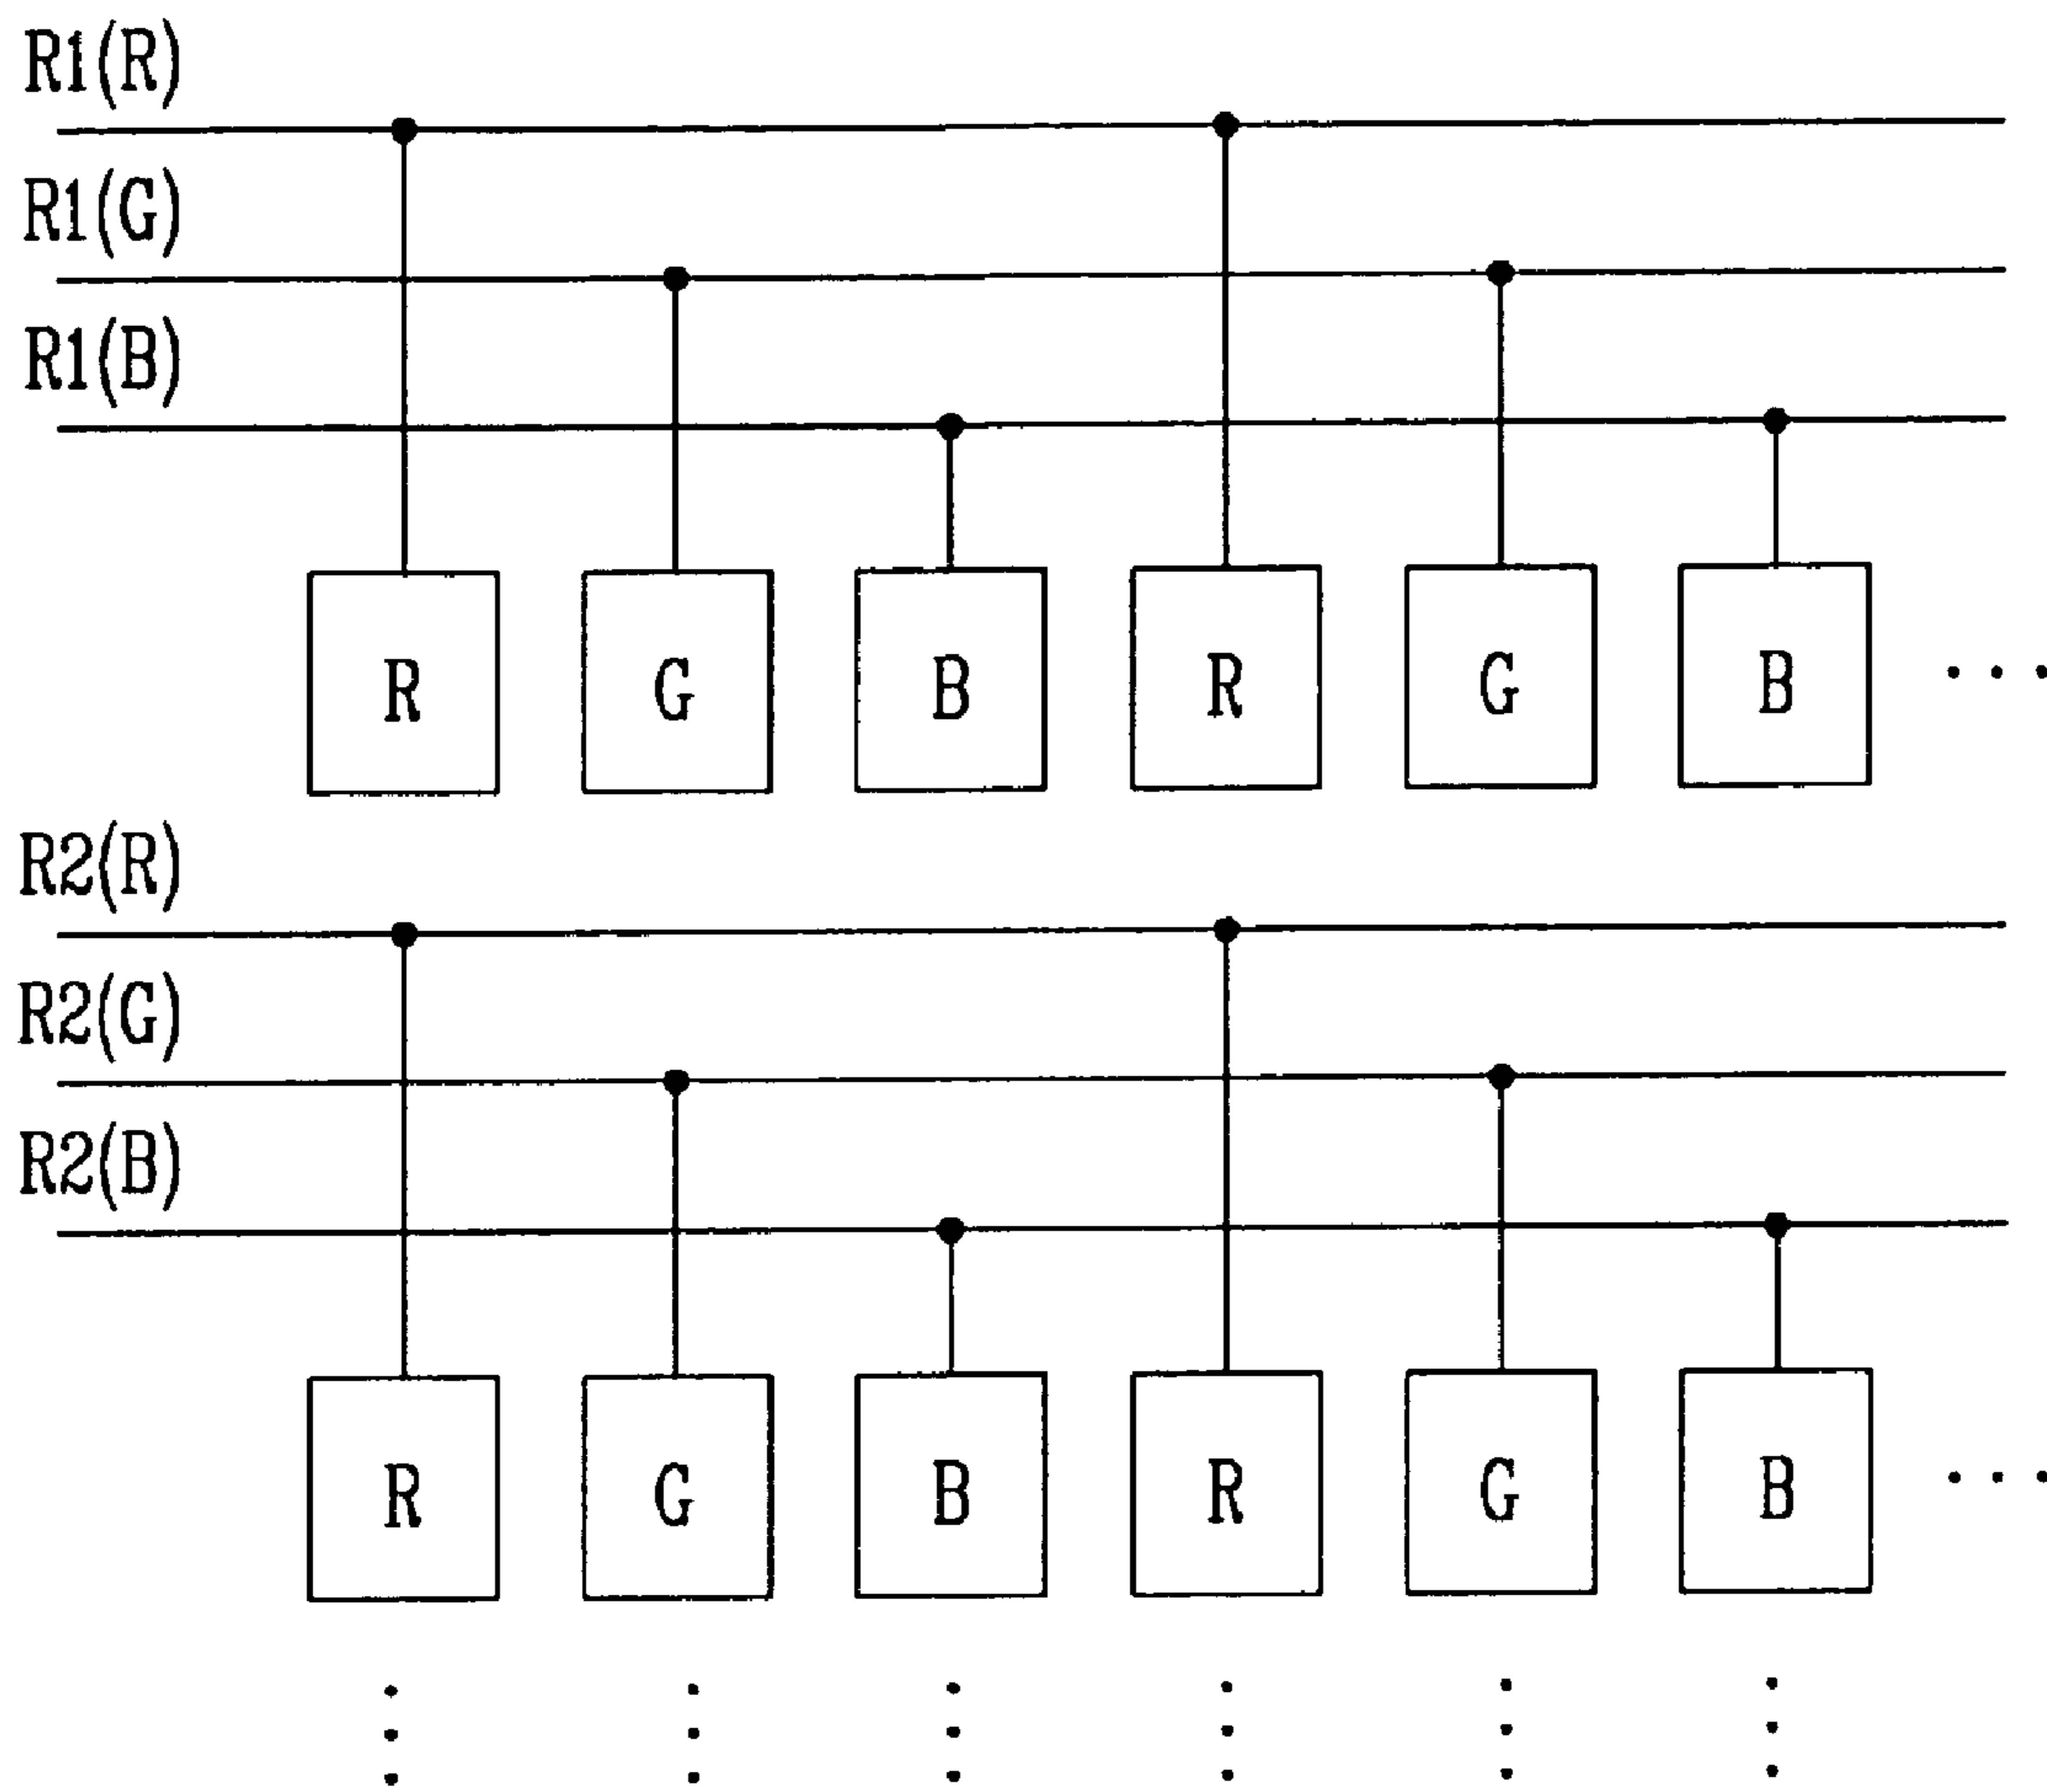 R1(R)
R1(G)
R1(B)
R G B R G B ...
R2(R)
R2(G)
R2(B)
R G B R G B ...